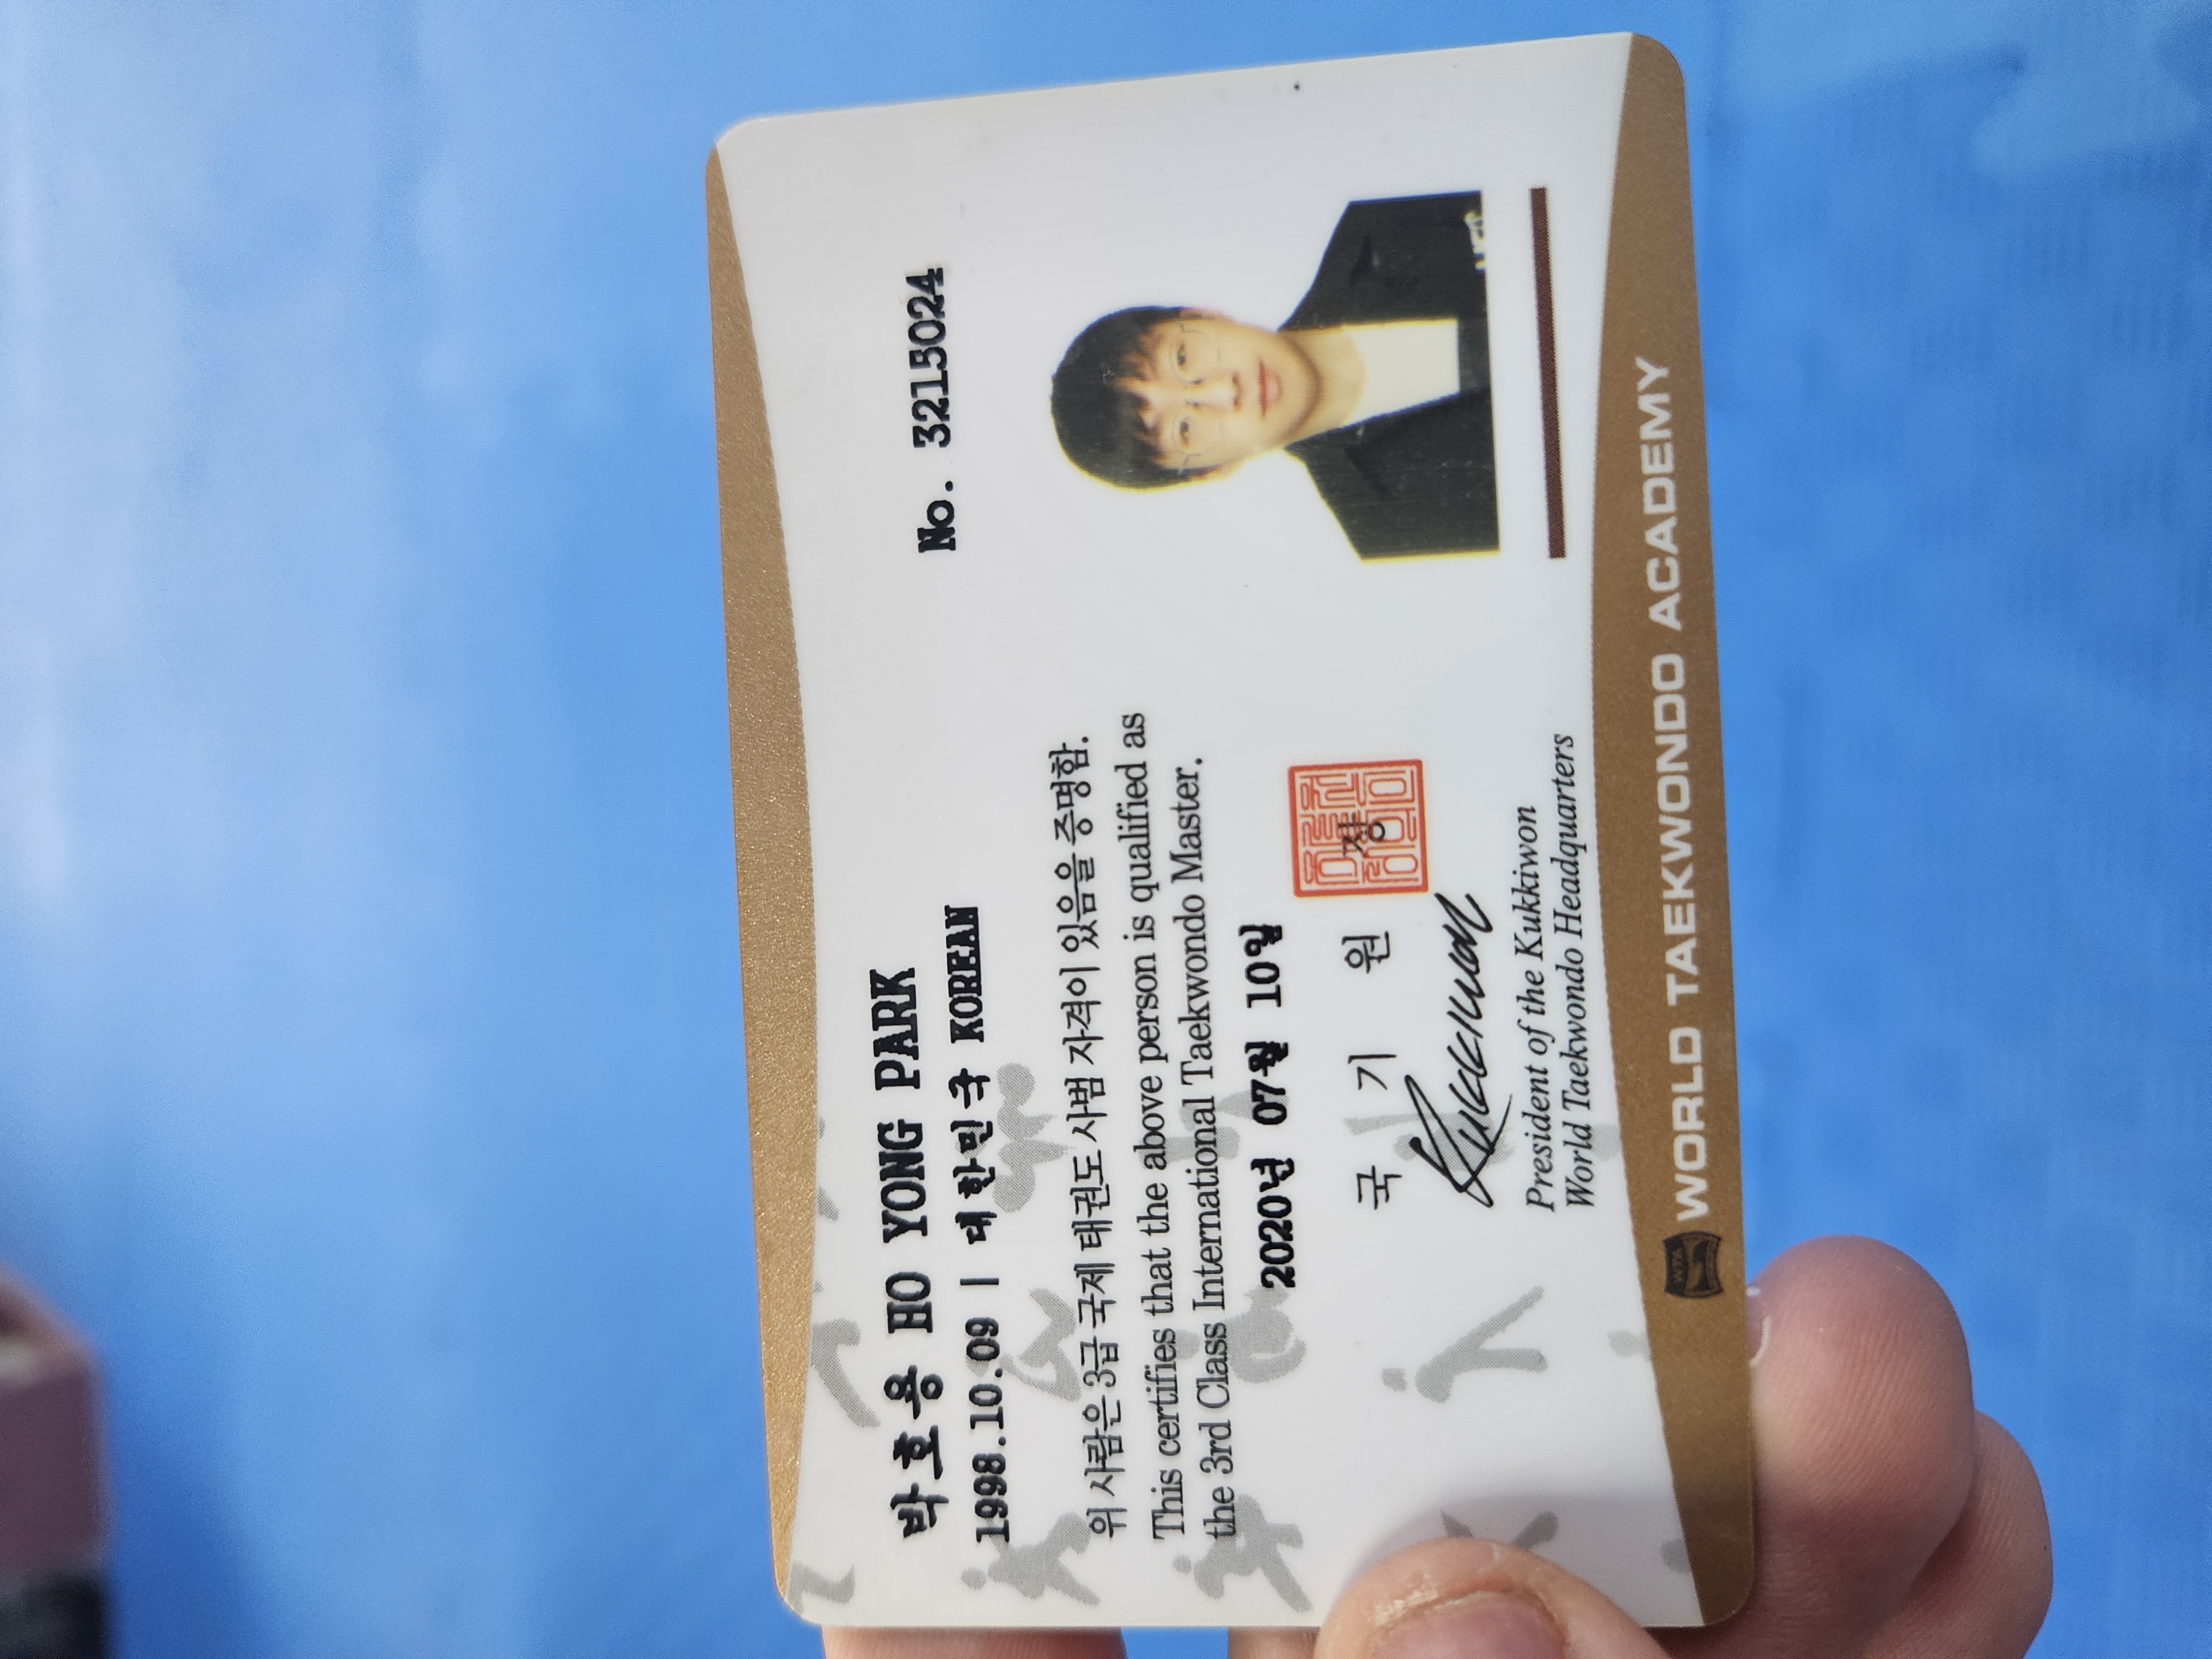 박호용 HO YONG PARK
No. 3215024
1998.10.09 | 대한민국 KOREAN
위 사람은 3급 국제 태권도 사범 자격이 있음을 증명함.
This certifies that the above person is qualified as
the 3rd Class International Taekwondo Master.
2020년 07월 10일
국 기 원 장
President of the Kukkiwon
World Taekwondo Headquarters
WORLD TAEKWONDO ACADEMY